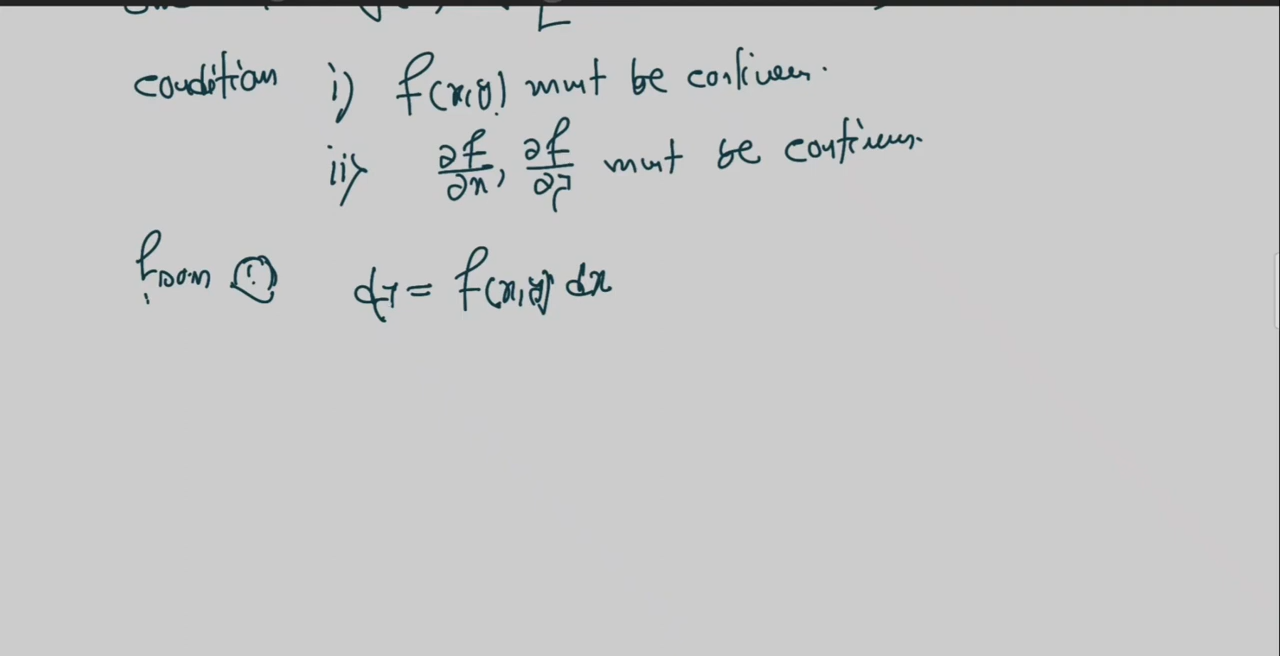 condition i) f(x,y) must be continuous.
ii) ∂f/∂x, ∂f/∂y must be continuous.
From ① dy = f(x,y) dx